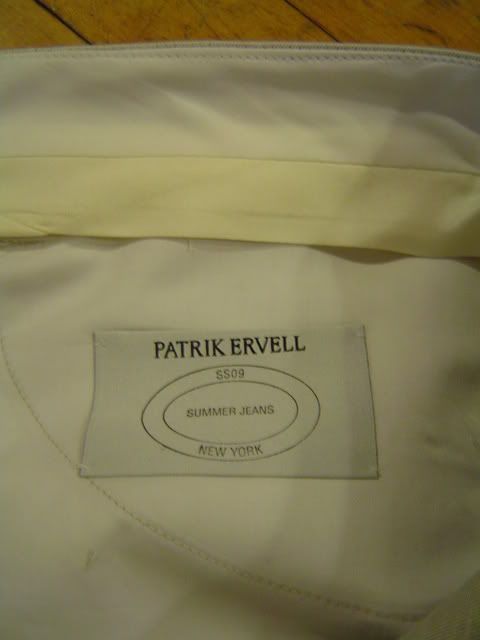 PATRIK ERVELL
SS09
SUMMER JEANS
NEW YORK